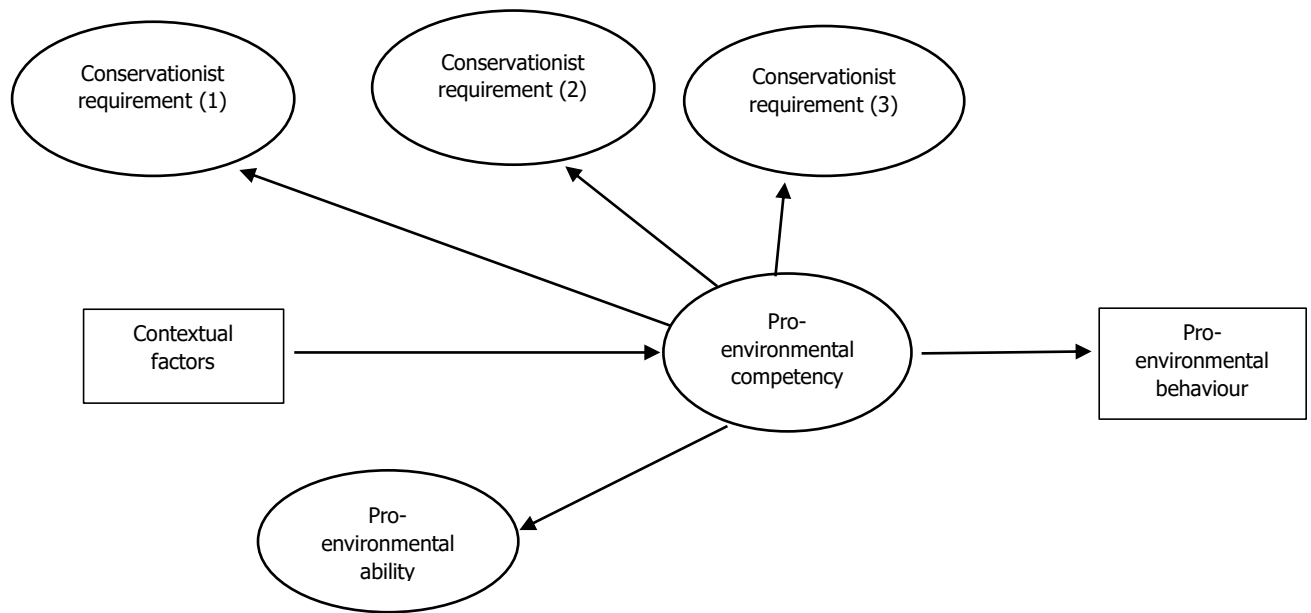 Conservationist
requirement (1)
Conservationist
requirement (2)
Conservationist
requirement (3)
Contextual
factors
Pro-
environmental
competency
Pro-
environmental
behaviour
Pro-
environmental
ability